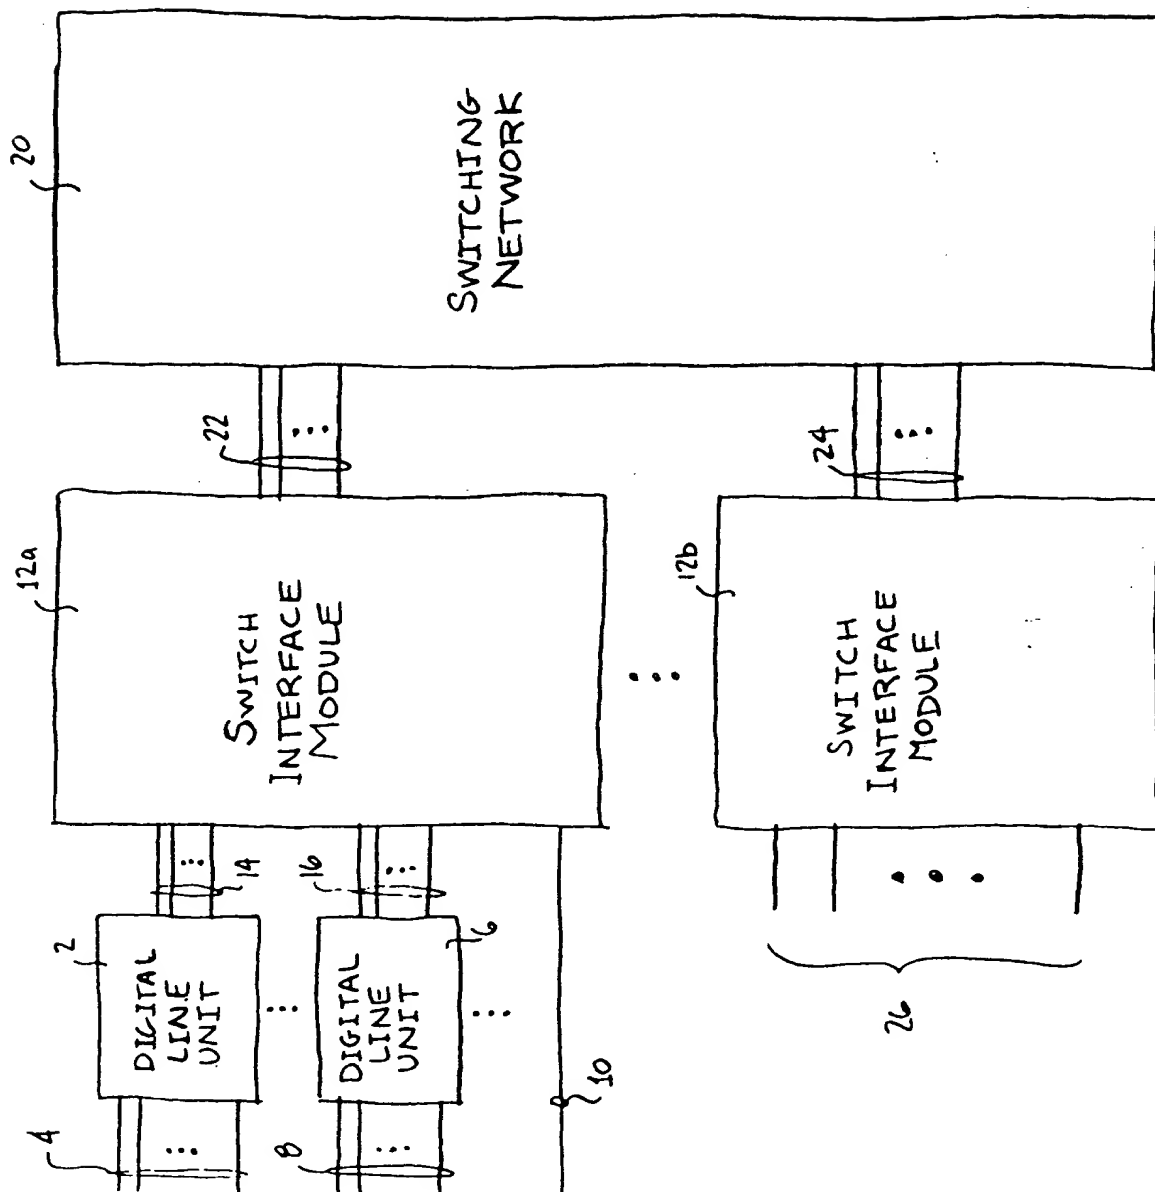 20
SWITCHING
NETWORK
22
24
12a
SWITCH
INTERFACE
MODULE
12b
SWITCH
INTERFACE
MODULE
14
16
2
DIGITAL
LINE
UNIT
6
DIGITAL
LINE
UNIT
26
10
4
8